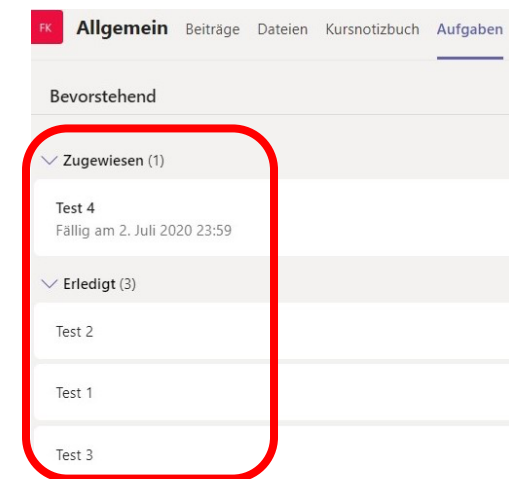 FK Allgemein Beiträge Dateien Kursnotizbuch Aufgaben
Bevorstehend
Zugewiesen (1)
Test 4
Fällig am 2. Juli 2020 23:59
Erledigt (3)
Test 2
Test 1
Test 3